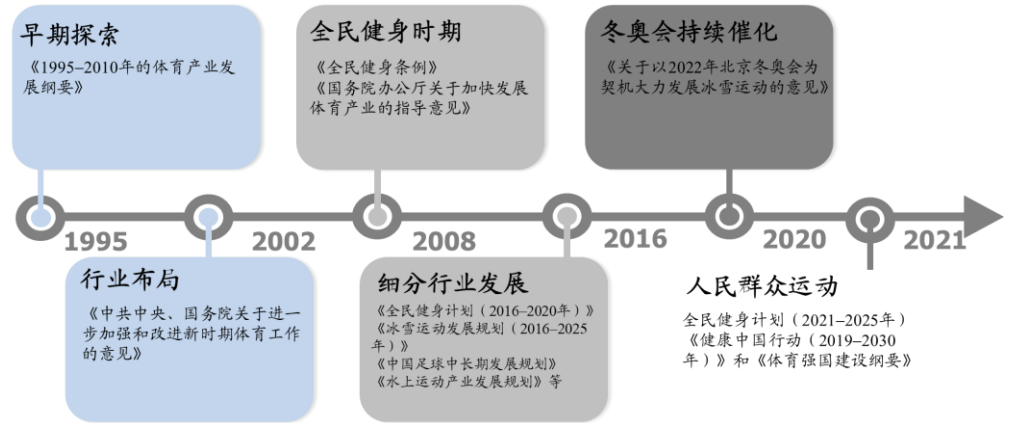 早期探索
《1995–2010年的体育产业发
展纲要》
全民健身时期
《全民健身条例》
《国务院办公厅关于加快发展
体育产业的指导意见》
冬奥会持续催化
《关于以2022年北京冬奥会为
契机大力发展冰雪运动的意见》
1995
2002
2008
2016
2020
2021
行业布局
《中共中央、国务院关于进一
步加强和改进新时期体育工作
的意见》
细分行业发展
《全民健身计划（2016–2020年）》
《冰雪运动发展规划（2016–2025
年）》
《中国足球中长期发展规划》
《水上运动产业发展规划》等
人民群众运动
全民健身计划（2021–2025年）
《健康中国行动（2019–2030
年）》和《体育强国建设纲要》